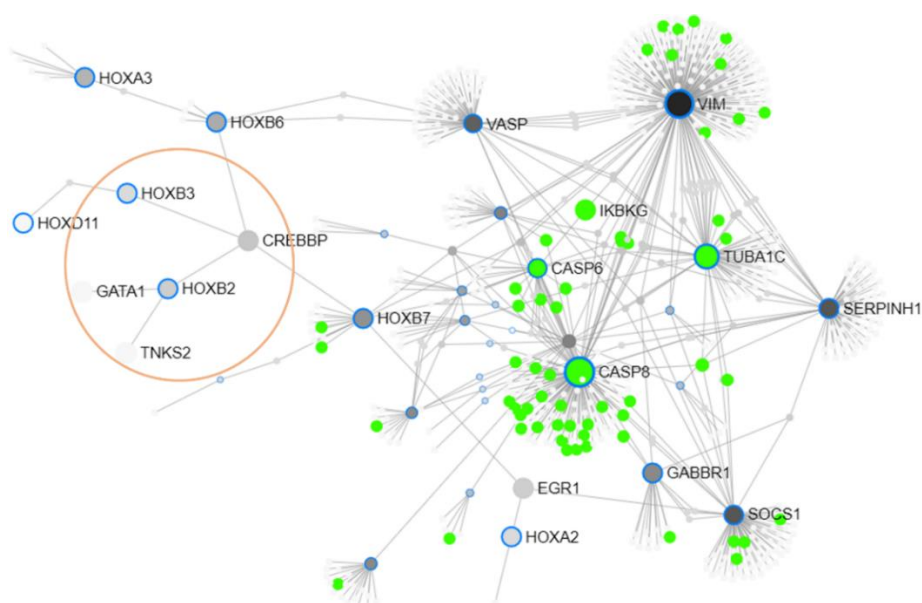 HOXA3
HOXB6
VASP
VIM
HOXB3
HOXD11
CREBBP
IKBKG
TUBA1C
CASP6
GATA1
HOXB2
HOXB7
SERPINH1
TNKS2
CASP8
GABBR1
EGR1
SOCS1
HOXA2